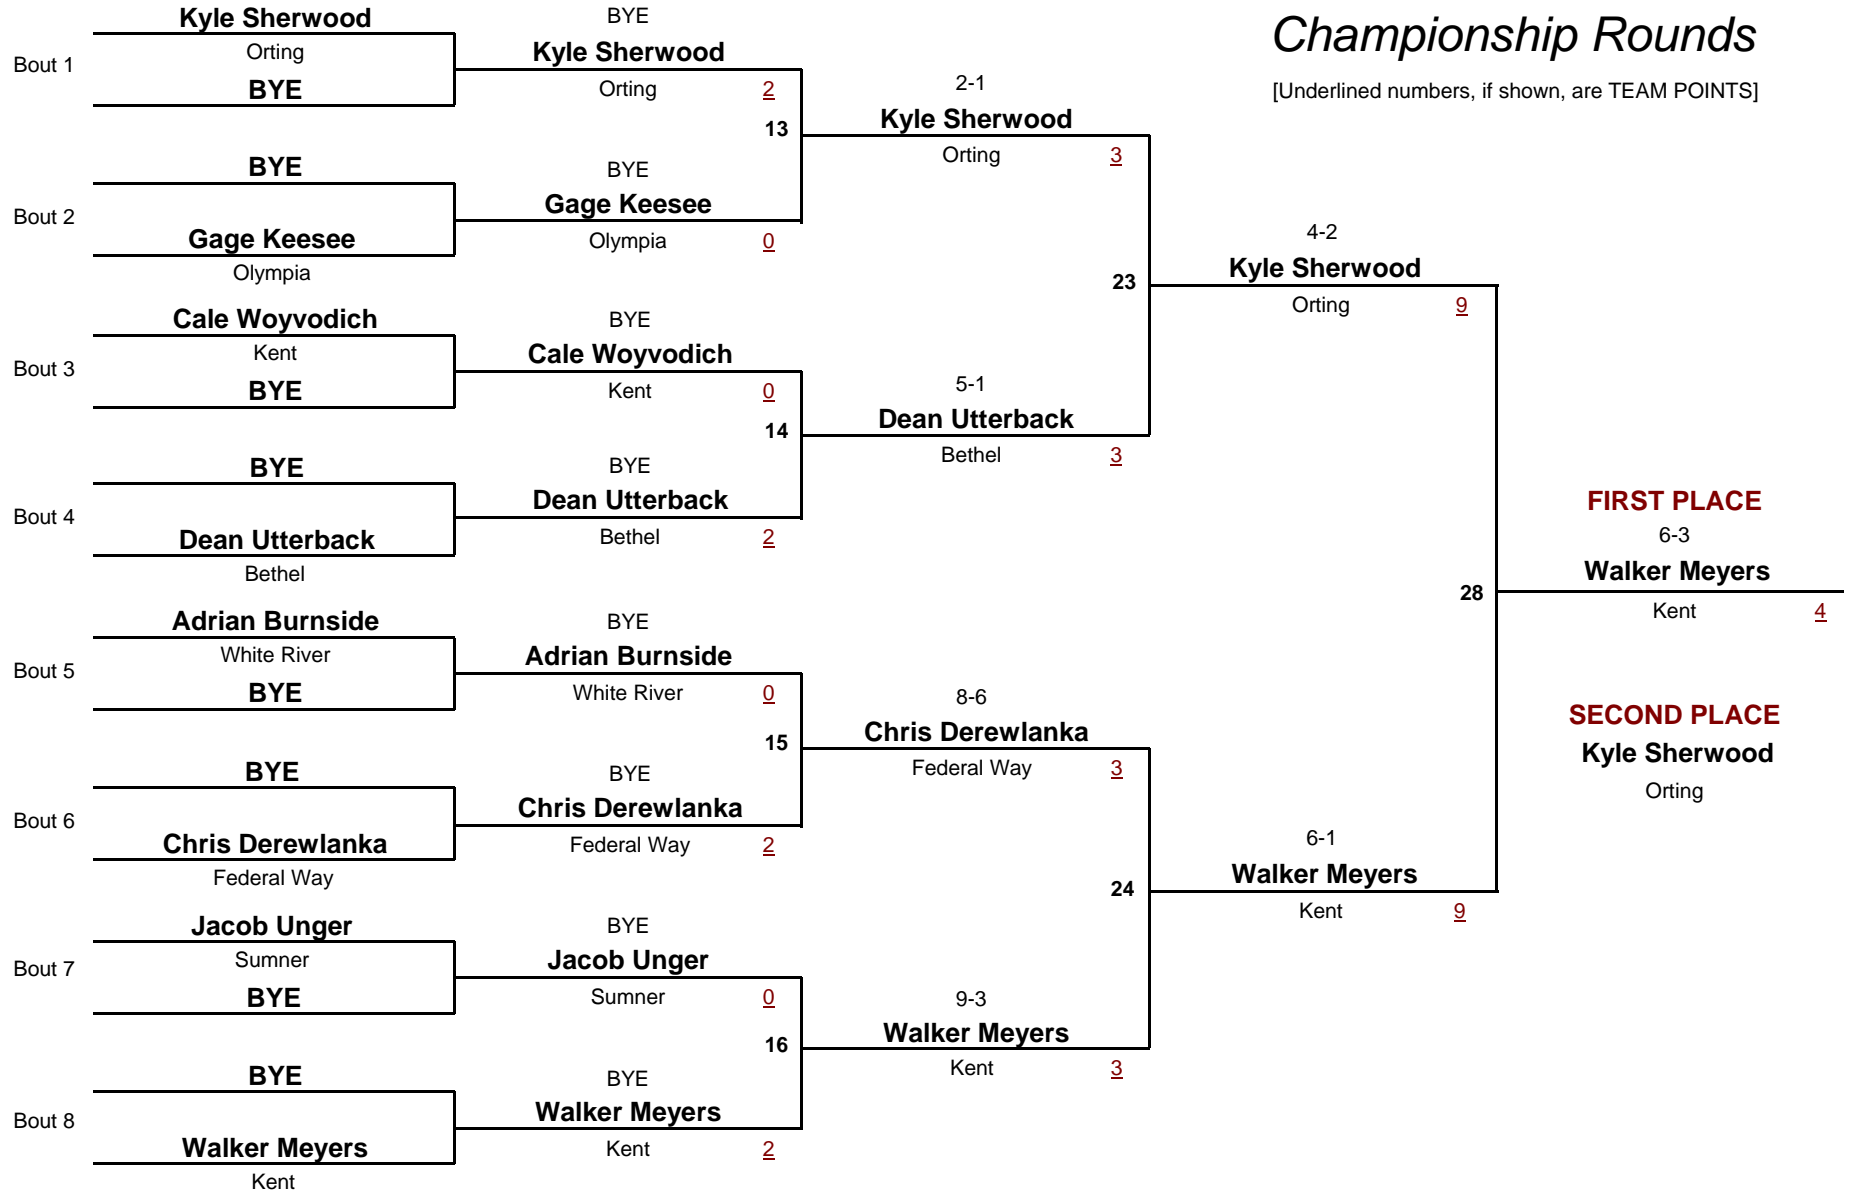 Championship Rounds
[Underlined numbers, if shown, are TEAM POINTS]
Bout 1
Kyle Sherwood
Orting
BYE
Bout 2
BYE
Gage Keesee
Olympia
Bout 3
Cale Woyvodich
Kent
BYE
Bout 4
BYE
Dean Utterback
Bethel
Bout 5
Adrian Burnside
White River
BYE
Bout 6
BYE
Chris Derewlanka
Federal Way
Bout 7
Jacob Unger
Sumner
BYE
Bout 8
BYE
Walker Meyers
Kent
BYE
Kyle Sherwood
Orting 2
13
BYE
Gage Keesee
Olympia 0
BYE
Cale Woyvodich
Kent 0
14
BYE
Dean Utterback
Bethel 2
BYE
Adrian Burnside
White River 0
15
BYE
Chris Derewlanka
Federal Way 2
BYE
Jacob Unger
Sumner 0
16
BYE
Walker Meyers
Kent 2
2-1
Kyle Sherwood
Orting 3
23
5-1
Dean Utterback
Bethel 3
8-6
Chris Derewlanka
Federal Way 3
24
9-3
Walker Meyers
Kent 3
4-2
Kyle Sherwood
Orting 9
28
6-1
Walker Meyers
Kent 9
FIRST PLACE
6-3
Walker Meyers
Kent 4
SECOND PLACE
Kyle Sherwood
Orting